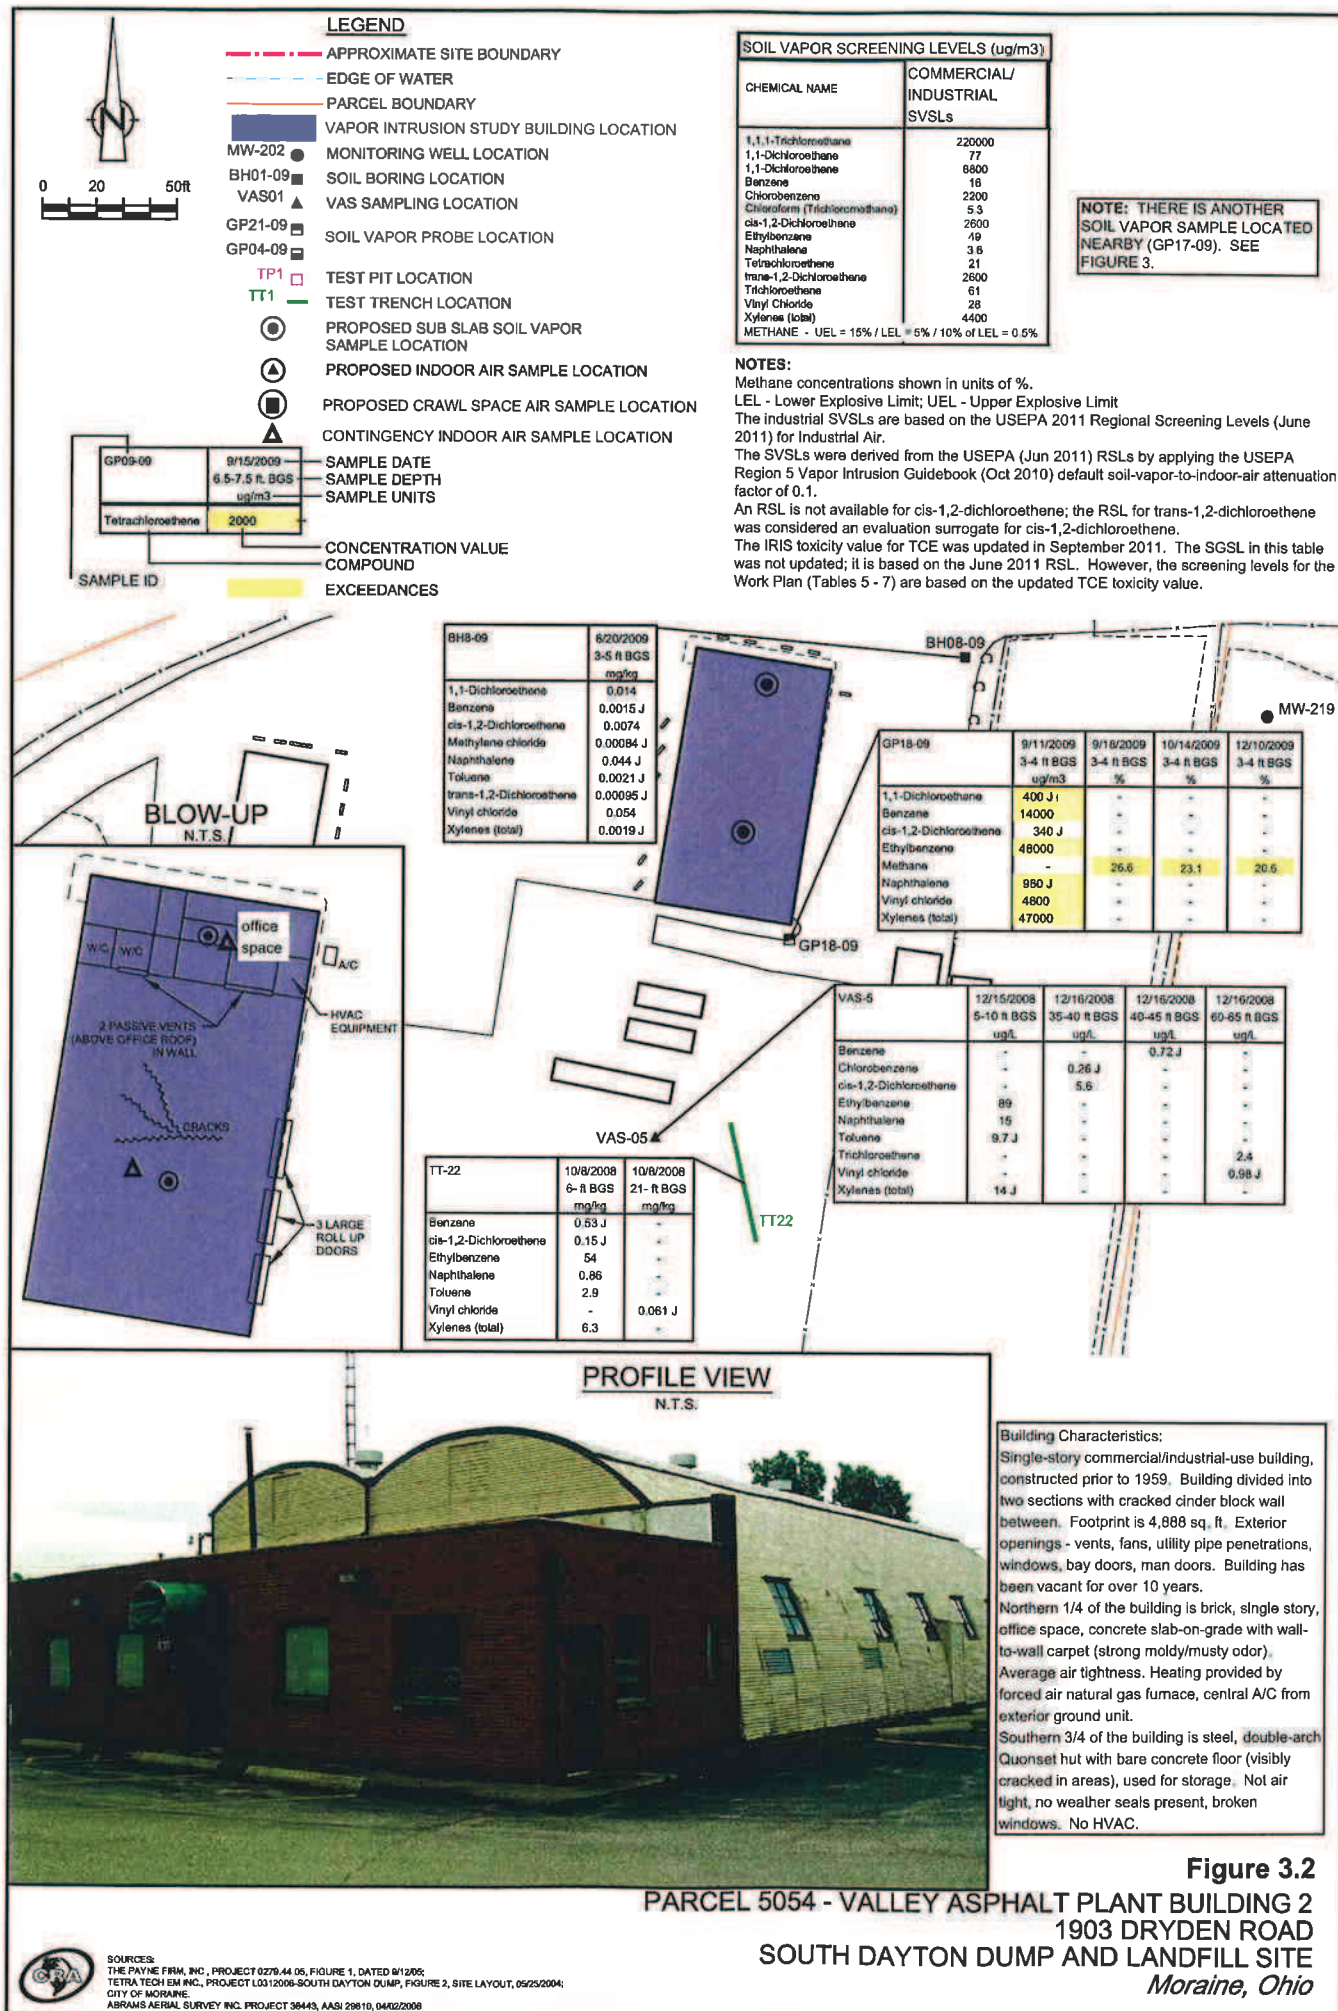 LEGEND
APPROXIMATE SITE BOUNDARY
EDGE OF WATER
PARCEL BOUNDARY
VAPOR INTRUSION STUDY BUILDING LOCATION
MW-202 MONITORING WELL LOCATION
BH01-09 SOIL BORING LOCATION
VAS01 VAS SAMPLING LOCATION
GP21-09
SOIL VAPOR PROBE LOCATION
GP04-09
TP1 TEST PIT LOCATION
TT1 TEST TRENCH LOCATION
PROPOSED SUB SLAB SOIL VAPOR
SAMPLE LOCATION
PROPOSED INDOOR AIR SAMPLE LOCATION
PROPOSED CRAWL SPACE AIR SAMPLE LOCATION
CONTINGENCY INDOOR AIR SAMPLE LOCATION
N
0 20 50ft
GP09-09 9/15/2009 SAMPLE DATE
6.5-7.5 ft. BGS SAMPLE DEPTH
ug/m3 SAMPLE UNITS
Tetrachloroethene 2000
CONCENTRATION VALUE
COMPOUND
SAMPLE ID
EXCEEDANCES
SOIL VAPOR SCREENING LEVELS (ug/m3)
CHEMICAL NAME COMMERCIAL/
INDUSTRIAL
SVSLs
1,1,1-Trichloroethane 220000
1,1-Dichloroethane 77
1,1-Dichloroethene 8800
Benzene 16
Chlorobenzene 2200
Chloroform (Trichloromethane) 5.3
cis-1,2-Dichloroethene 2600
Ethylbenzene 49
Naphthalene 3.6
Tetrachloroethene 21
trans-1,2-Dichloroethene 2600
Trichloroethene 61
Vinyl Chloride 28
Xylenes (total) 4400
METHANE - UEL = 15% / LEL = 5% / 10% of LEL = 0.5%
NOTE: THERE IS ANOTHER
SOIL VAPOR SAMPLE LOCATED
NEARBY (GP17-09). SEE
FIGURE 3.
NOTES:
Methane concentrations shown in units of %.
LEL - Lower Explosive Limit; UEL - Upper Explosive Limit
The industrial SVSLs are based on the USEPA 2011 Regional Screening Levels (June
2011) for Industrial Air.
The SVSLs were derived from the USEPA (Jun 2011) RSLs by applying the USEPA
Region 5 Vapor Intrusion Guidebook (Oct 2010) default soil-vapor-to-indoor-air attenuation
factor of 0.1.
An RSL is not available for cis-1,2-dichloroethene; the RSL for trans-1,2-dichloroethene
was considered an evaluation surrogate for cis-1,2-dichloroethene.
The IRIS toxicity value for TCE was updated in September 2011. The SGSL in this table
was not updated; it is based on the June 2011 RSL. However, the screening levels for the
Work Plan (Tables 5 - 7) are based on the updated TCE toxicity value.
BH8-09 6/20/2009
3-5 ft BGS
mg/kg
1,1-Dichloroethene 0.014
Benzene 0.0015 J
cis-1,2-Dichloroethene 0.0074
Methylene chloride 0.00084 J
Naphthalene 0.044 J
Toluene 0.0021 J
trans-1,2-Dichloroethene 0.00095 J
Vinyl chloride 0.054
Xylenes (total) 0.0019 J
BH08-09
MW-219
GP18-09 9/11/2009 9/18/2009 10/14/2009 12/10/2009
3-4 ft BGS 3-4 ft BGS 3-4 ft BGS 3-4 ft BGS
ug/m3 % % %
1,1-Dichloroethane 400 J - - -
Benzene 14000 - - -
cis-1,2-Dichloroethene 340 J - - -
Ethylbenzene 48000 - - -
Methane - 26.6 23.1 20.5
Naphthalene 980 J - - -
Vinyl chloride 4800 - - -
Xylenes (total) 47000 - - -
GP18-09
BLOW-UP
N.T.S.
office
space
W/C W/C
A/C
HVAC
EQUIPMENT
2 PASSIVE VENTS
(ABOVE OFFICE ROOF)
IN WALL
CRACKS
3 LARGE
ROLL UP
DOORS
VAS-5 12/15/2008 12/16/2008 12/16/2008 12/16/2008
5-10 ft BGS 35-40 ft BGS 40-45 ft BGS 60-65 ft BGS
ug/L ug/L ug/L ug/L
Benzene - - 0.72 J -
Chlorobenzene - 0.26 J - -
cis-1,2-Dichloroethene - 5.6 - -
Ethylbenzene 89 - - -
Naphthalene 15 - - -
Toluene 9.7 J - - -
Trichloroethene - - - 2.4
Vinyl chloride - - - 0.98 J
Xylenes (total) 14 J - - -
VAS-05
TT22
TT-22 10/8/2008 10/8/2008
6- ft BGS 21- ft BGS
mg/kg mg/kg
Benzene 0.53 J -
cis-1,2-Dichloroethene 0.15 J -
Ethylbenzene 54 -
Naphthalene 0.86 -
Toluene 2.9 -
Vinyl chloride - 0.061 J
Xylenes (total) 6.3 -
PROFILE VIEW
N.T.S.
Building Characteristics:
Single-story commercial/industrial-use building,
constructed prior to 1959. Building divided into
two sections with cracked cinder block wall
between. Footprint is 4,888 sq. ft. Exterior
openings - vents, fans, utility pipe penetrations,
windows, bay doors, man doors. Building has
been vacant for over 10 years.
Northern 1/4 of the building is brick, single story,
office space, concrete slab-on-grade with wall-
to-wall carpet (strong moldy/musty odor).
Average air tightness. Heating provided by
forced air natural gas furnace, central A/C from
exterior ground unit.
Southern 3/4 of the building is steel, double-arch
Quonset hut with bare concrete floor (visibly
cracked in areas), used for storage. Not air
tight, no weather seals present, broken
windows. No HVAC.
Figure 3.2
PARCEL 5054 - VALLEY ASPHALT PLANT BUILDING 2
1903 DRYDEN ROAD
SOUTH DAYTON DUMP AND LANDFILL SITE
Moraine, Ohio
CRA
SOURCES:
THE PAYNE FIRM, INC., PROJECT 0279.44.05, FIGURE 1, DATED 9/12/05;
TETRA TECH EM INC., PROJECT L0312006-SOUTH DAYTON DUMP, FIGURE 2, SITE LAYOUT, 05/25/2004;
CITY OF MORAINE.
ABRAMS AERIAL SURVEY INC. PROJECT 36443, AASI 29810, 04/02/2008